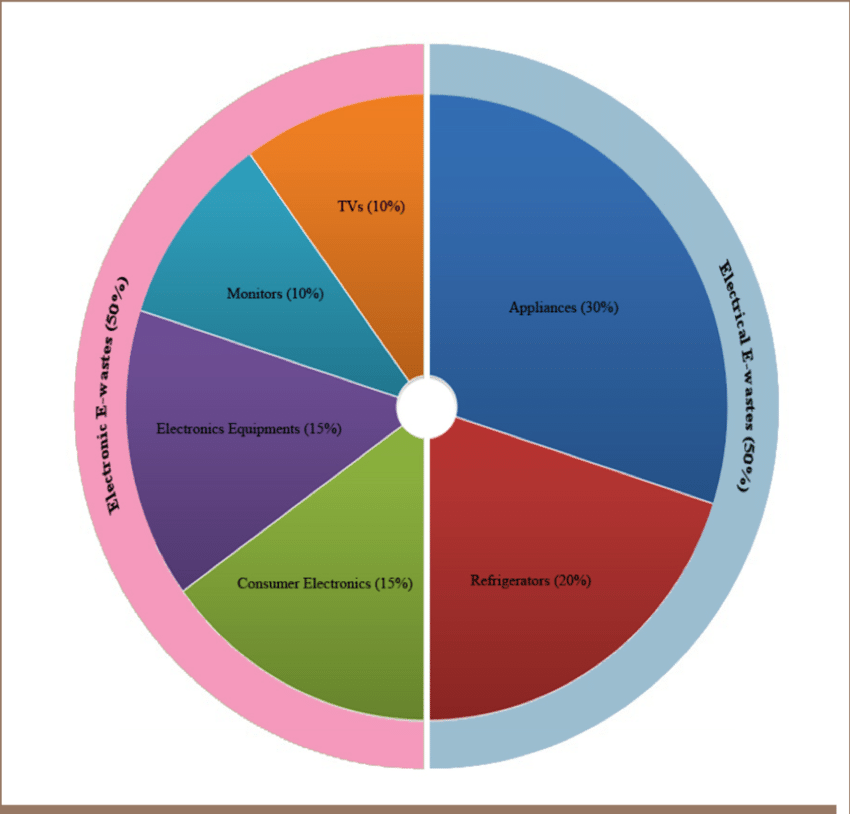 TVs (10%)
Monitors (10%)
Appliances (30%)
Electronic E-wastes (50%)
Electrical E-wastes (50%)
Electronics Equipments (15%)
Consumer Electronics (15%)
Refrigerators (20%)